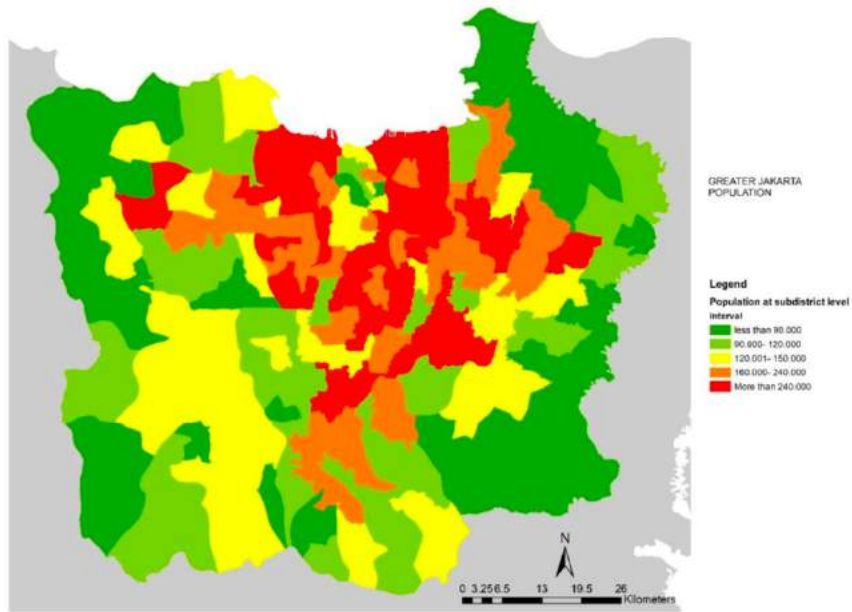 GREATER JAKARTA
POPULATION
Legend
Population at subdistrict level
interval
less than 90.000
90.000- 120.000
120.001- 150.000
160.000- 240.000
More than 240.000
N
0 3.25 6.5 13 19.5 26
Kilometers